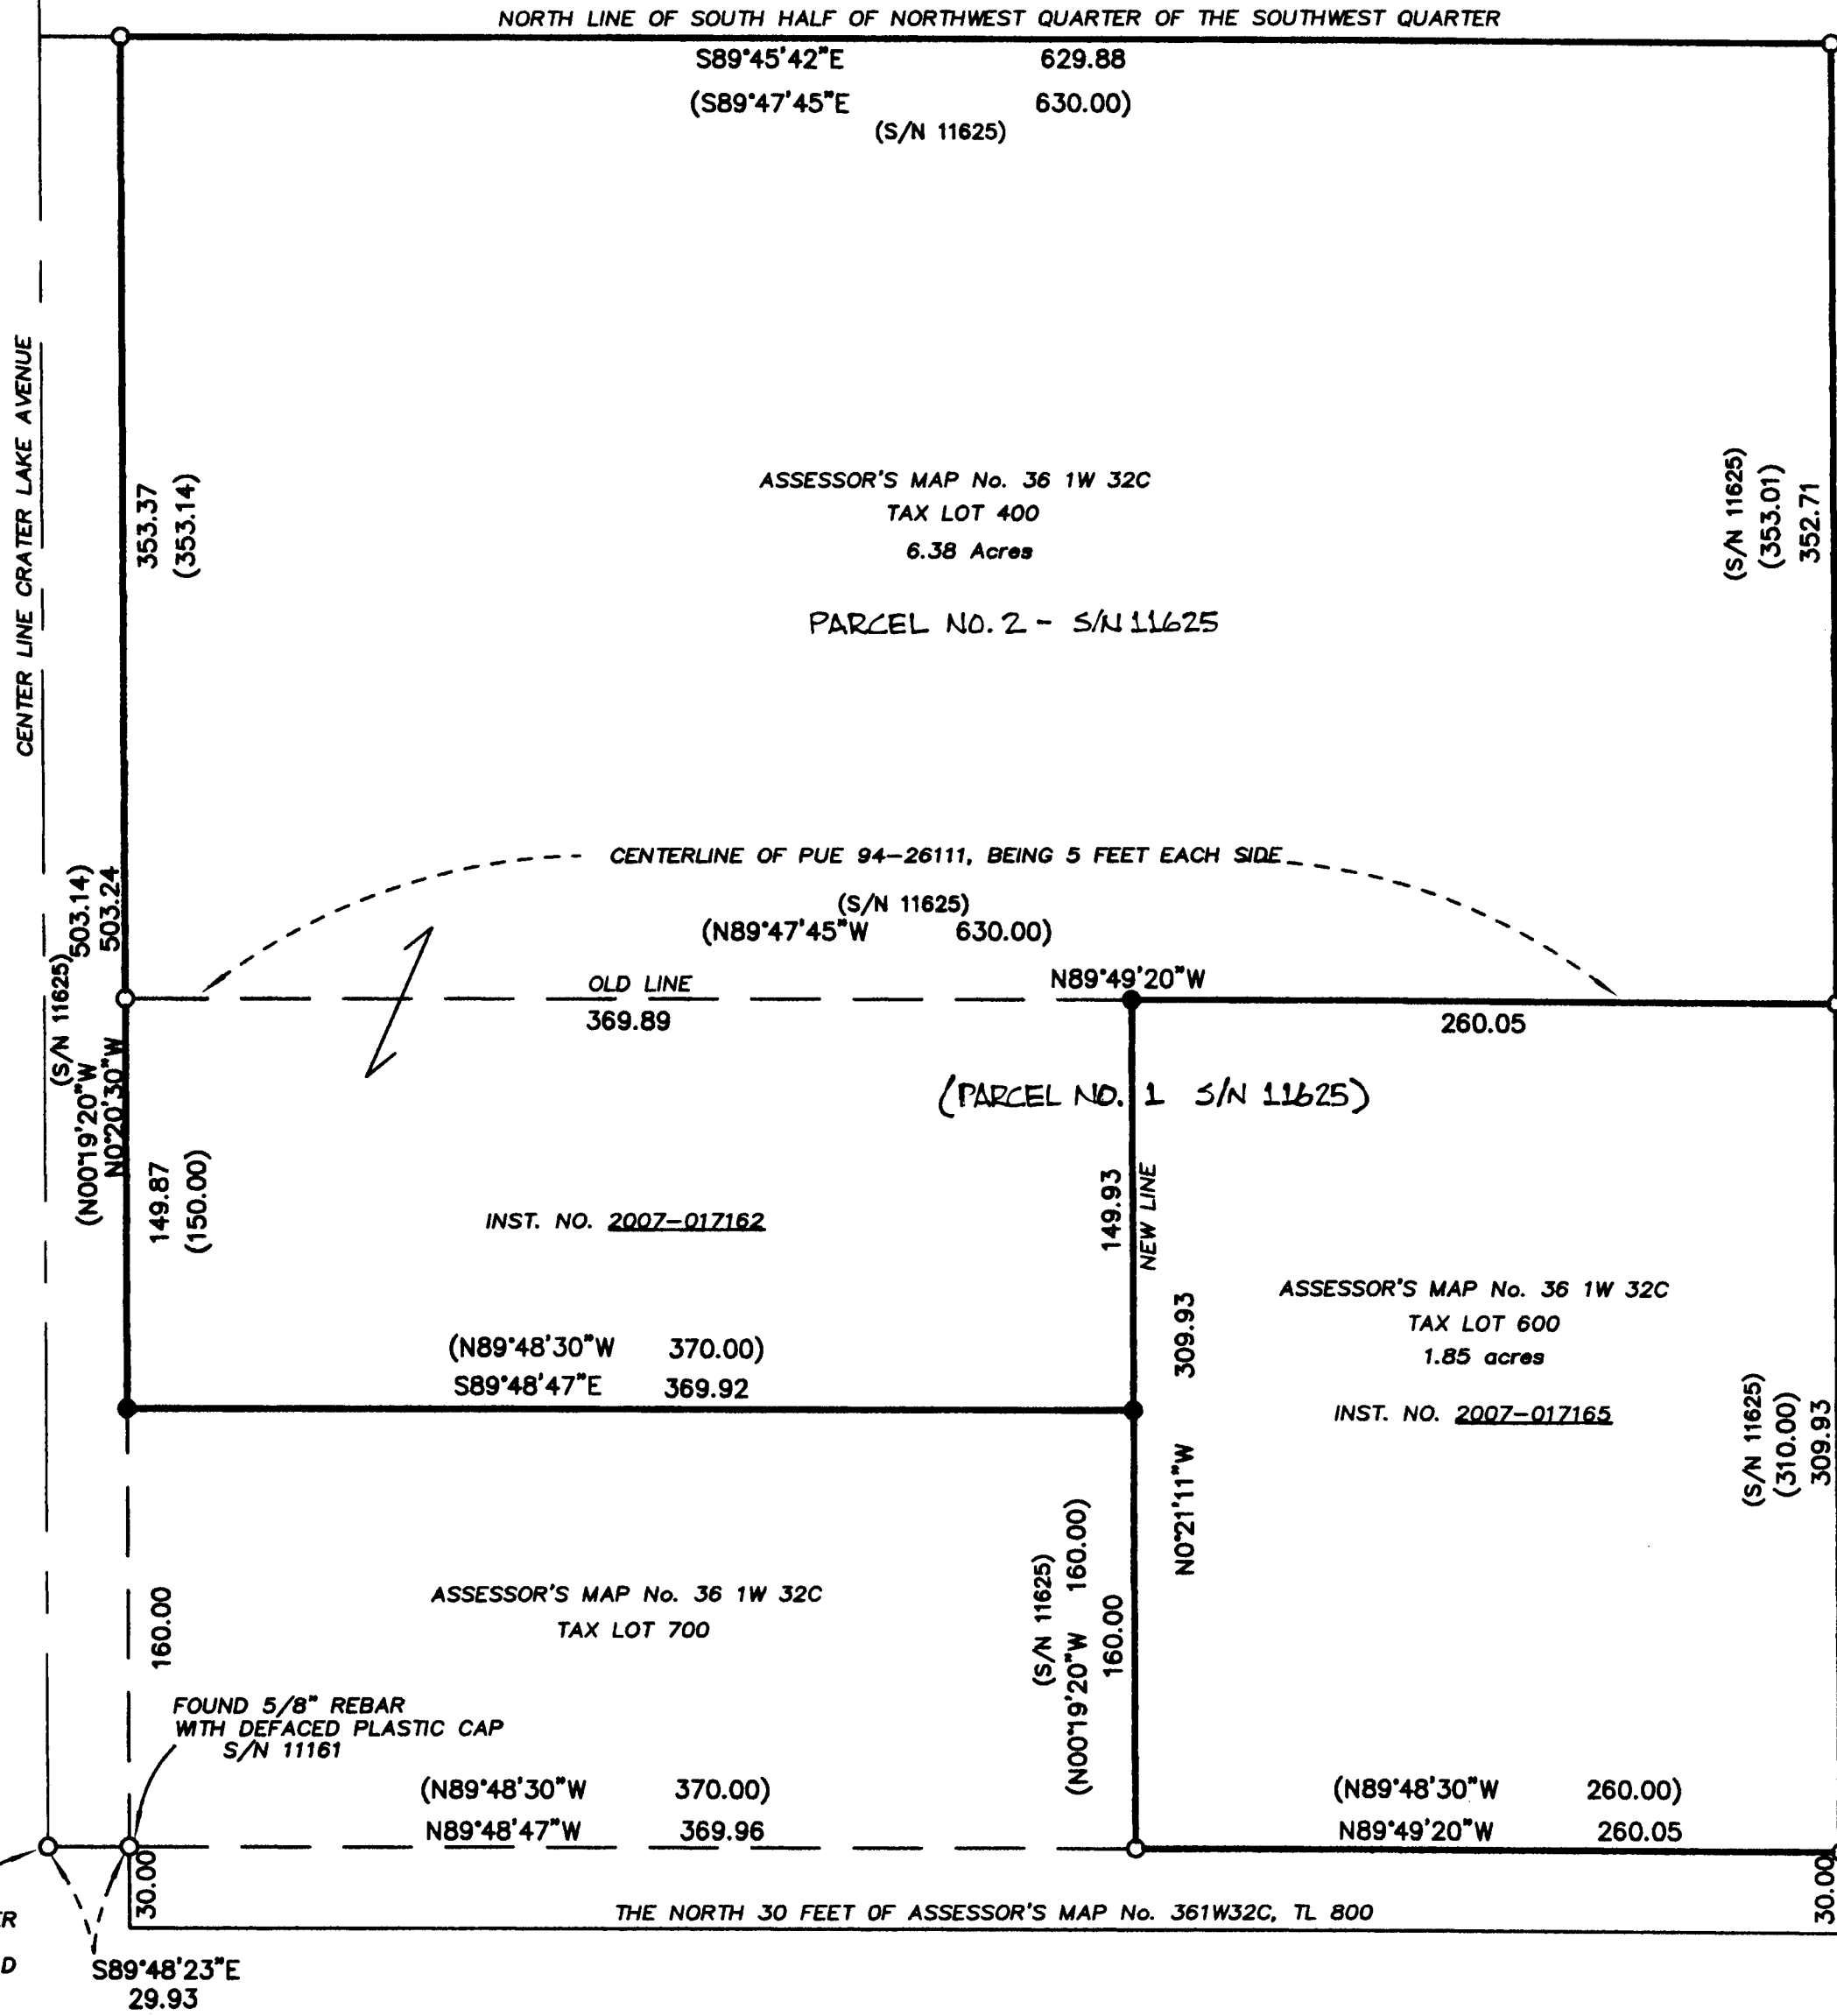 NORTH LINE OF SOUTH HALF OF NORTHWEST QUARTER OF THE SOUTHWEST QUARTER
S89°45'42"E 629.88
(S89°47'45"E 630.00)
(S/N 11625)
CENTER LINE CRATER LAKE AVENUE
353.37
(353.14)
ASSESSOR'S MAP No. 36 1W 32C
TAX LOT 400
6.38 Acres
PARCEL NO. 2 - S/N 11625
(S/N 11625)
(353.01)
352.71
CENTERLINE OF PUE 94-26111, BEING 5 FEET EACH SIDE
(S/N 11625)
(N89°47'45"W 630.00)
(S/N 11625)
(N00°19'20"W 503.14)
N0°20'30"W 503.24
OLD LINE
369.89
N89°49'20"W
260.05
(PARCEL NO. 1 S/N 11625)
149.87
(150.00)
INST. NO. 2007-017162
149.93
NEW LINE
N0°21'11"W 309.93
ASSESSOR'S MAP No. 36 1W 32C
TAX LOT 600
1.85 acres
INST. NO. 2007-017165
(S/N 11625)
(310.00)
309.93
(N89°48'30"W 370.00)
S89°48'47"E 369.92
ASSESSOR'S MAP No. 36 1W 32C
TAX LOT 700
160.00
(S/N 11625)
(N00°19'20"W 160.00)
160.00
FOUND 5/8" REBAR
WITH DEFACED PLASTIC CAP
S/N 11161
(N89°48'30"W 370.00)
N89°48'47"W 369.96
(N89°48'30"W 260.00)
N89°49'20"W 260.05
30.00
THE NORTH 30 FEET OF ASSESSOR'S MAP No. 361W32C, TL 800
30.00
S89°48'23"E
29.93